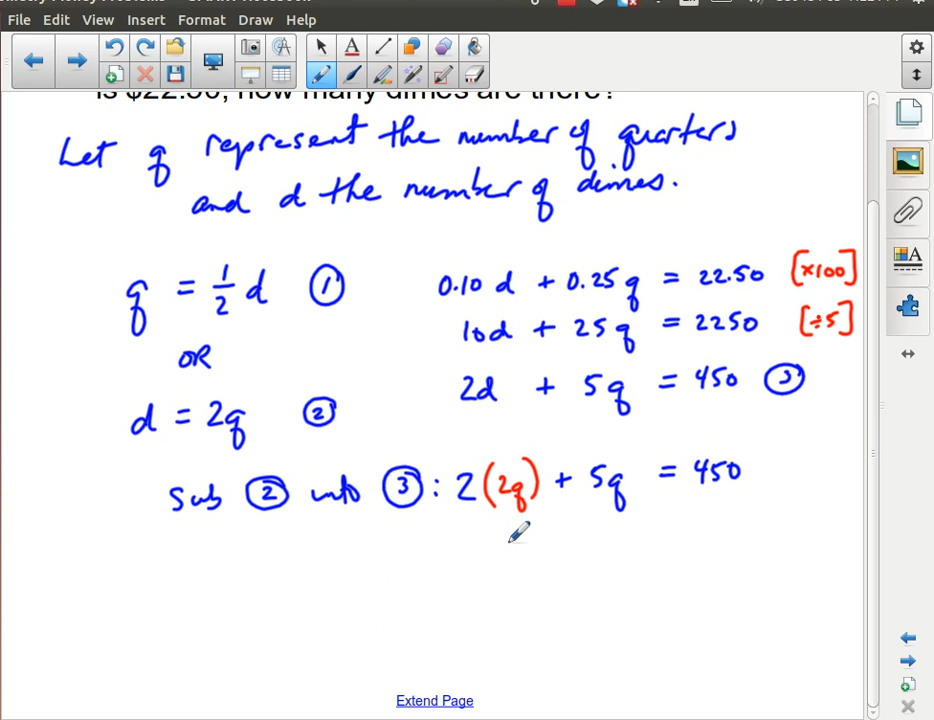 File Edit View Insert Format Draw Help
is $22.50, how many dimes are there?
Let q represent the number of quarters
and d the number of dimes.
q = 1/2 d ①
0.10 d + 0.25q = 22.50 [×100]
10d + 25q = 2250 [÷5]
OR
2d + 5q = 450 ③
d = 2q ②
Sub ② into ③ : 2(2q) + 5q = 450
Extend Page